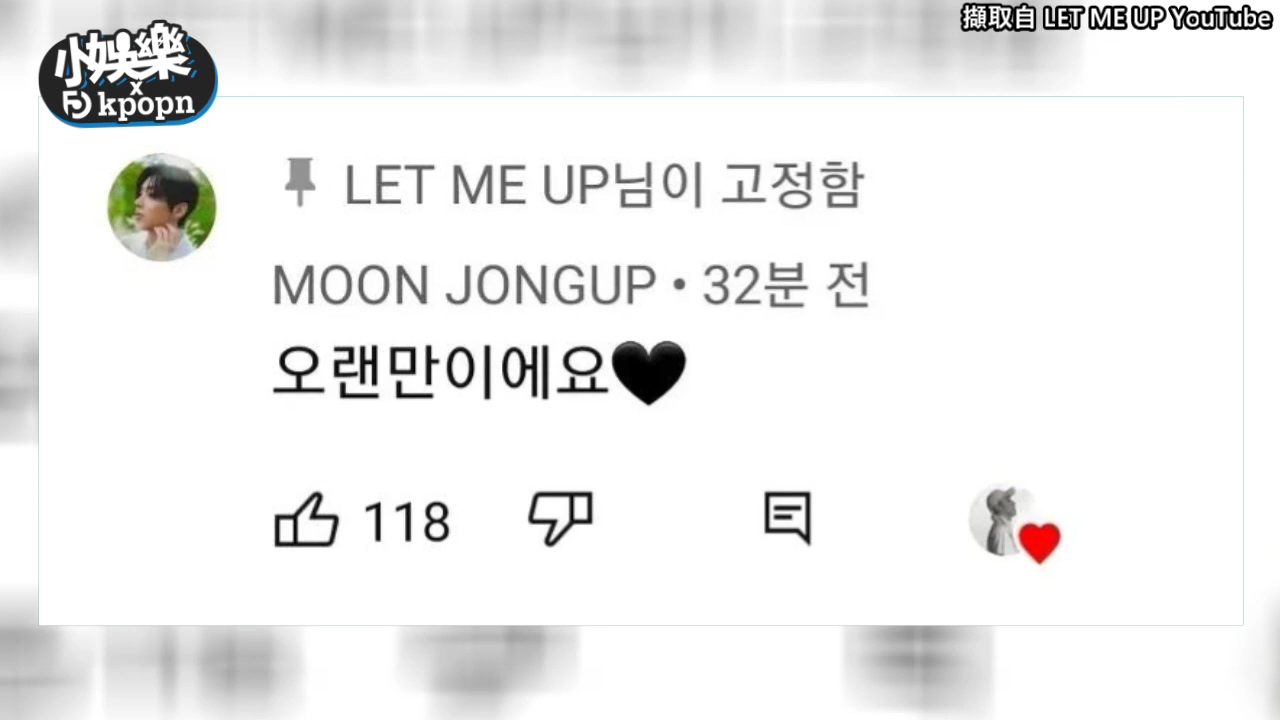 擷取自 LET ME UP YouTube
小娛樂
x
kpopn
LET ME UP님이 고정함
MOON JONGUP • 32분 전
오랜만이에요🖤
118